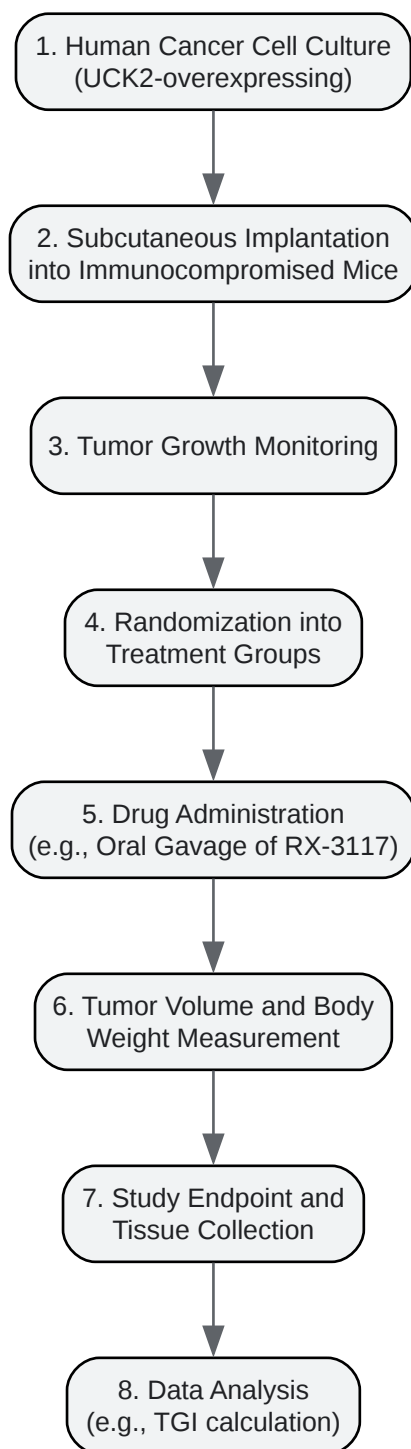 1. Human Cancer Cell Culture
(UCK2-overexpressing)
2. Subcutaneous Implantation
into Immunocompromised Mice
3. Tumor Growth Monitoring
4. Randomization into
Treatment Groups
5. Drug Administration
(e.g., Oral Gavage of RX-3117)
6. Tumor Volume and Body
Weight Measurement
7. Study Endpoint and
Tissue Collection
8. Data Analysis
(e.g., TGI calculation)